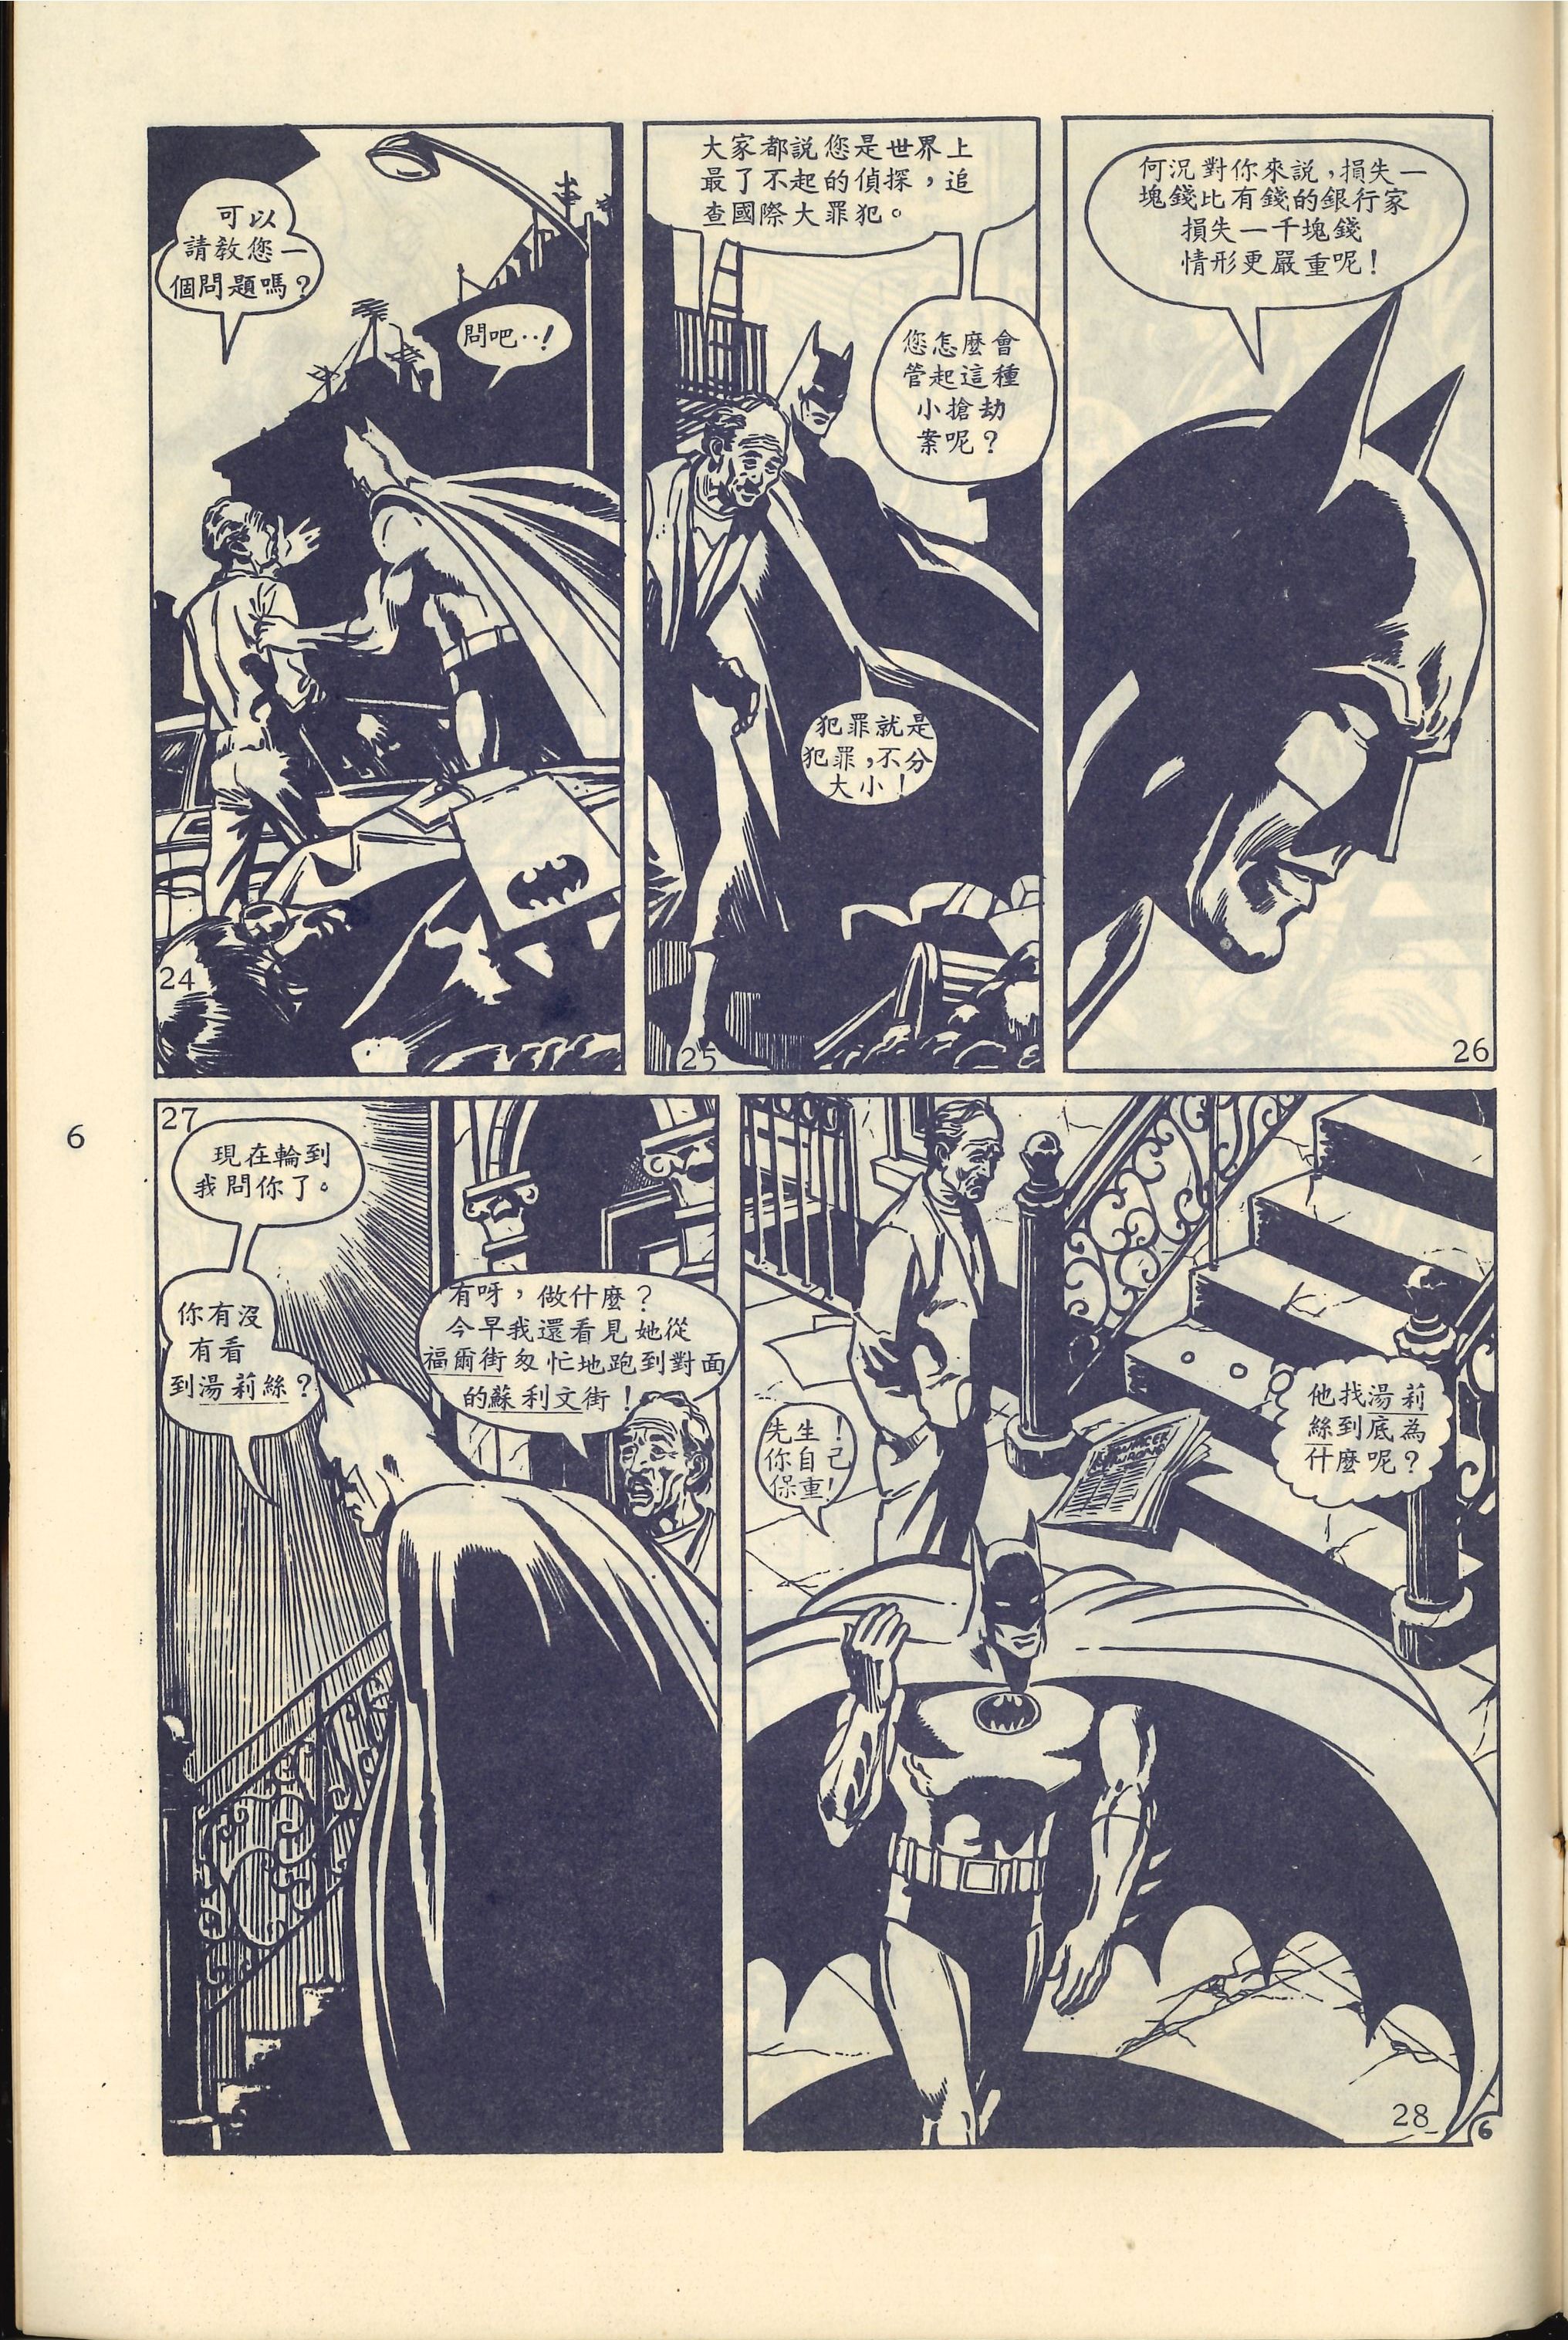 可以
請教您一
個問題嗎？
問吧‥！
24
大家都說您是世界上
最了不起的偵探，追
查國際大罪犯。
您怎麼會
管起這種
小搶劫
案呢？
犯罪就是
犯罪，不分
大小！
25
何況對你來說，損失一
塊錢比有錢的銀行家
損失一千塊錢
情形更嚴重呢！
26
6
27
現在輪到
我問你了。
你有沒
有看
到湯莉絲？
有呀，做什麼？
今早我還看見她從
福爾街匆忙地跑到對面
的蘇利文街！
先生！
你自己
保重！
他找湯莉
絲到底為
什麼呢？
28
6